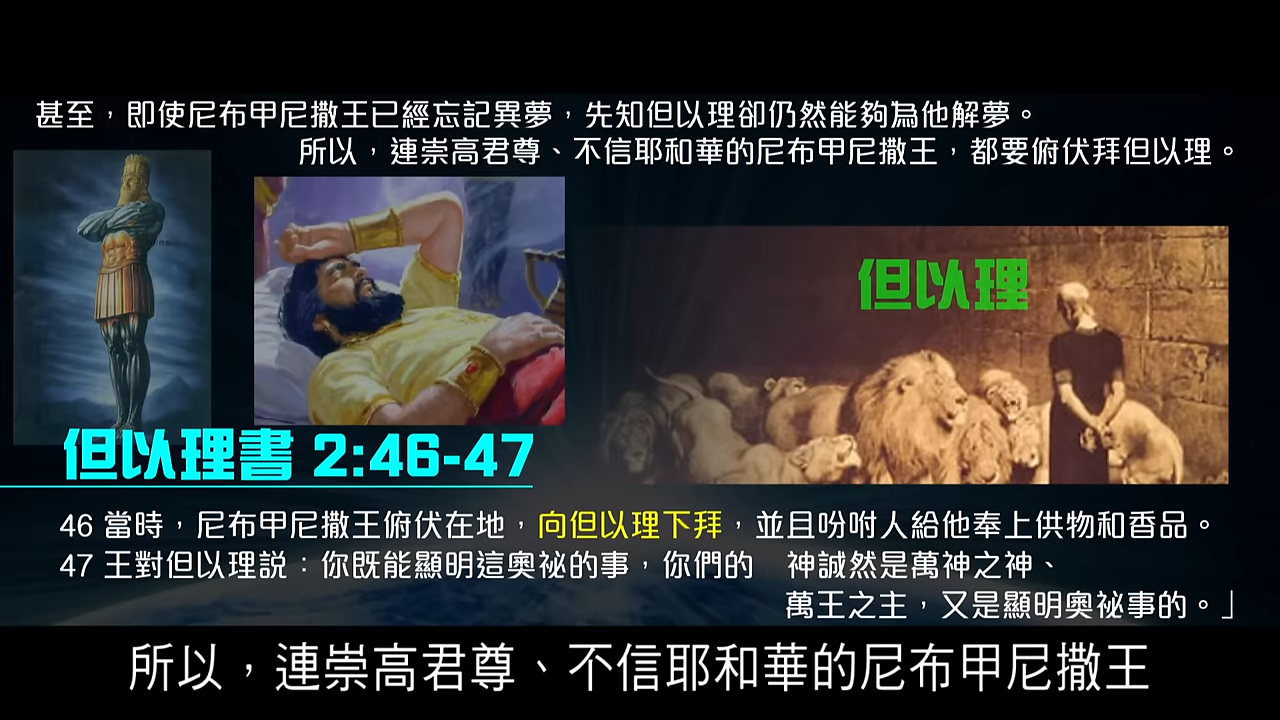 甚至，即使尼布甲尼撒王已經忘記異夢，先知但以理卻仍然能夠為他解夢。
所以，連崇高君尊、不信耶和華的尼布甲尼撒王，都要俯伏拜但以理。
但以理
但以理書 2:46-47
46 當時，尼布甲尼撒王俯伏在地，向但以理下拜，並且吩咐人給他奉上供物和香品。
47 王對但以理説：你既能顯明這奧祕的事，你們的　神誠然是萬神之神、
萬王之主，又是顯明奧祕事的。」
所以，連崇高君尊、不信耶和華的尼布甲尼撒王